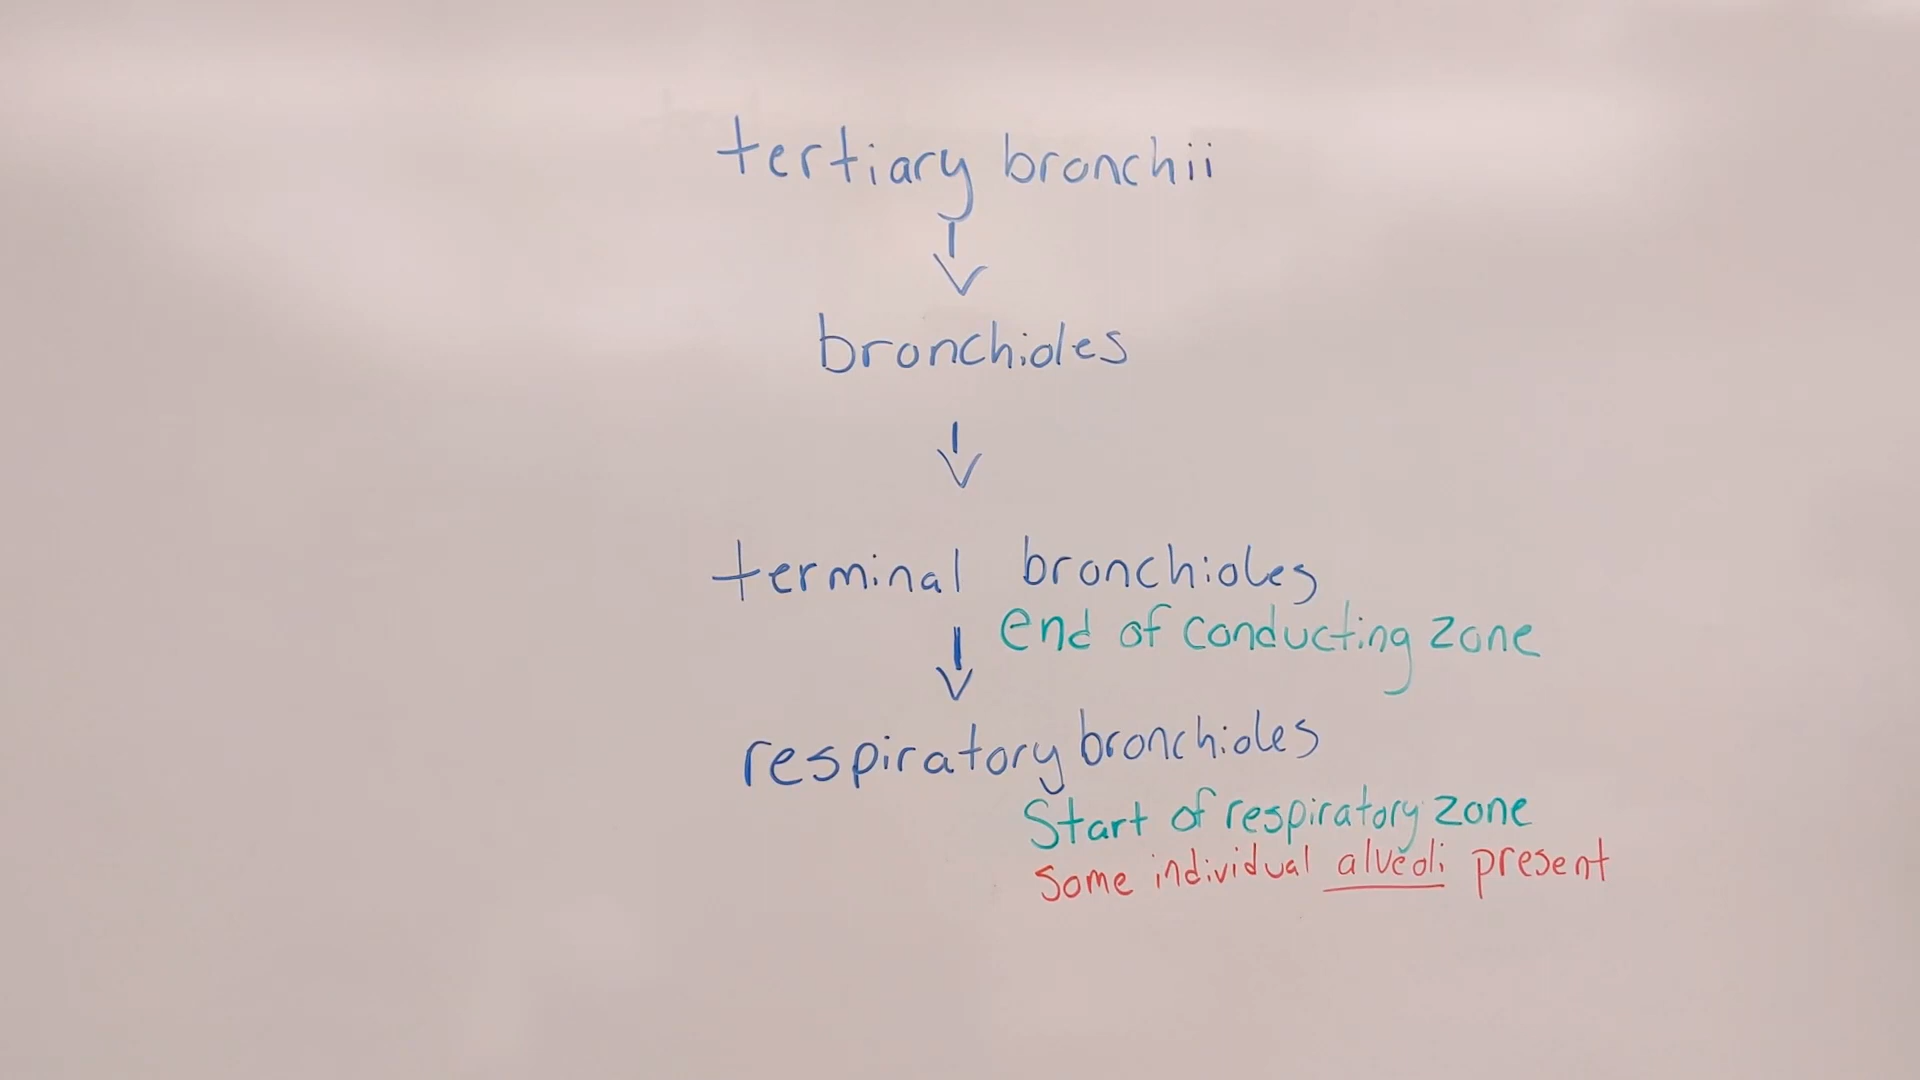 tertiary bronchii
↓
bronchioles
↓
terminal bronchioles
↓ end of conducting zone
respiratory bronchioles
Start of respiratory zone
some individual alveoli present